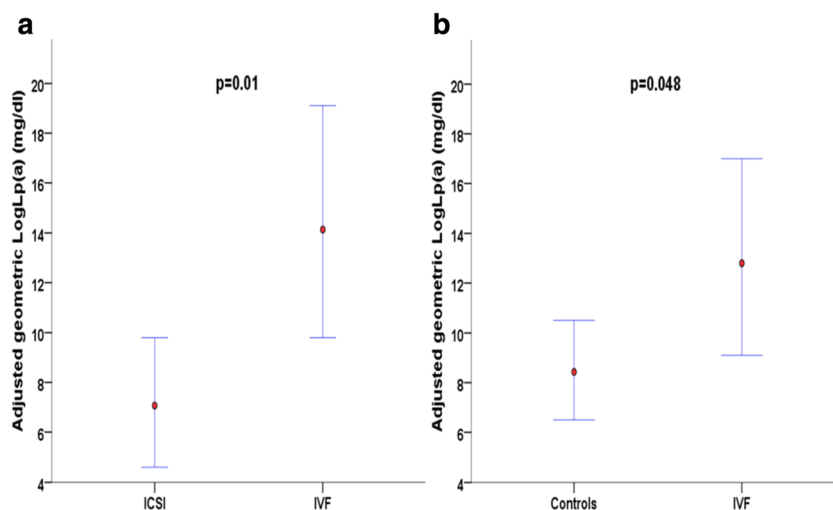 a
p=0.01
Adjusted geometric LogLp(a) (mg/dl)
20
18
16
14
12
10
8
6
4
ICSI
IVF
b
p=0.048
Adjusted geometric LogLp(a) (mg/dl)
20
18
16
14
12
10
8
6
4
Controls
IVF